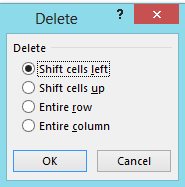 Delete
?
Delete
Shift cells left
Shift cells up
Entire row
Entire column
OK
Cancel